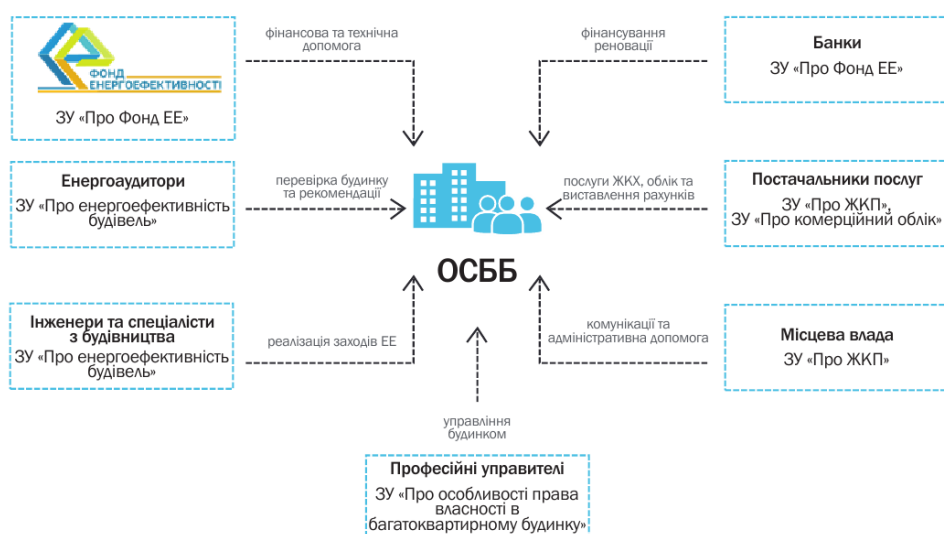 ФОНД
ЕНЕРГОЕФЕКТИВНОСТІ
ЗУ «Про Фонд ЕЕ»
фінансова та технічна
допомога
фінансування
реновації
Банки
ЗУ «Про Фонд ЕЕ»
Енергоаудитори
ЗУ «Про енергоефективність
будівель»
перевірка будинку
та рекомендації
послуги ЖКХ, облік та
виставлення рахунків
Постачальники послуг
ЗУ «Про ЖКП»,
ЗУ «Про комерційний облік»
ОСББ
Інженери та спеціалісти
з будівництва
ЗУ «Про енергоефективність
будівель»
реалізація заходів ЕЕ
комунікації та
адміністративна допомога
Місцева влада
ЗУ «Про ЖКП»
управління
будинком
Професійні управителі
ЗУ «Про особливості права
власності в
багатоквартирному будинку»